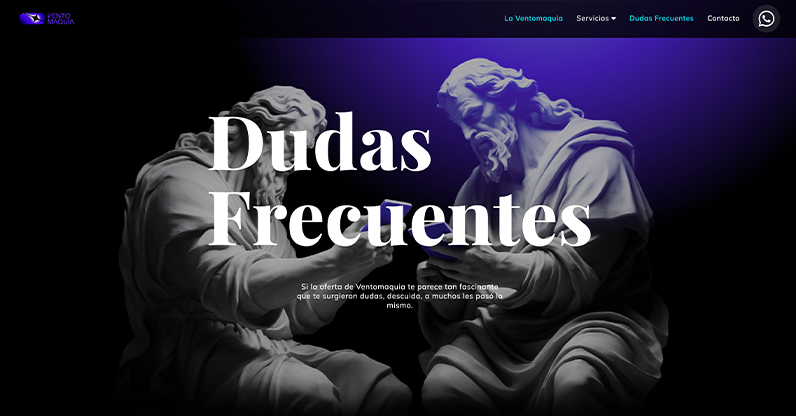 VENTO
MAQUIA
La Ventomaquia
Servicios
Dudas Frecuentes
Contacto
Dudas
Frecuentes
Si la oferta de Ventomaquia te parece tan fascinante
que te surgieron dudas, descuida, a muchos les pasó lo
mismo.